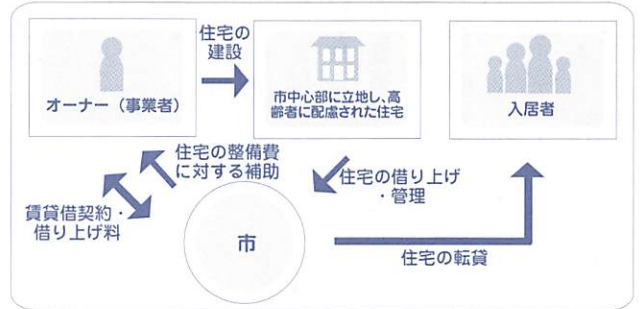 住宅の
建設
オーナー（事業者）
市中心部に立地し、高
齢者に配慮された住宅
入居者
住宅の整備費
に対する補助
住宅の借り上げ
・管理
賃貸借契約・
借り上げ料
市
住宅の転貸